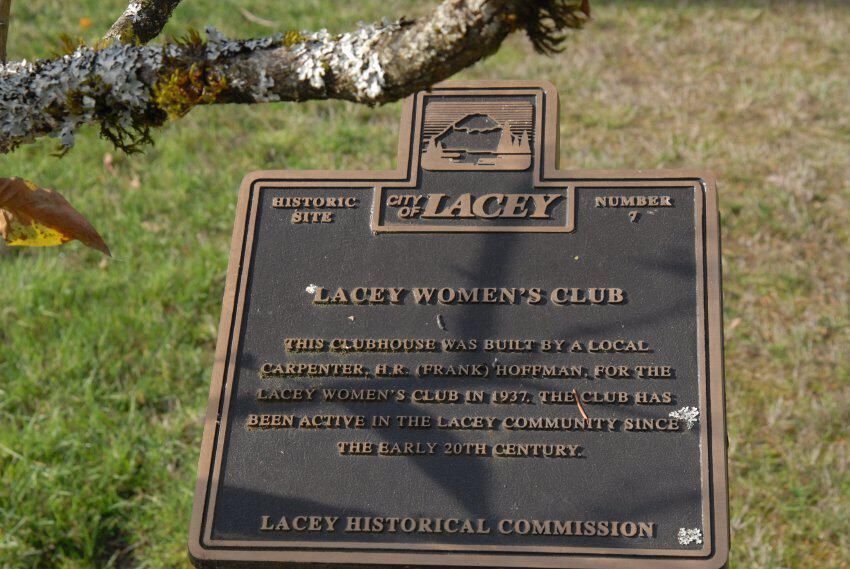 HISTORIC
SITE
CITY
OF LACEY
NUMBER
7
LACEY WOMEN'S CLUB
THIS CLUBHOUSE WAS BUILT BY A LOCAL
CARPENTER, H.R. (FRANK) HOFFMAN, FOR THE
LACEY WOMEN'S CLUB IN 1937. THE CLUB HAS
BEEN ACTIVE IN THE LACEY COMMUNITY SINCE
THE EARLY 20TH CENTURY.
LACEY HISTORICAL COMMISSION